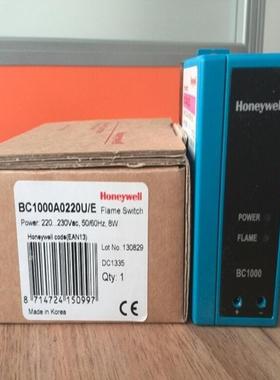 Honeywell
BC1000A0220U/E Flame Switch
Power: 220...230Vac, 50/60Hz, 8W
Honeywell code(EAN13)
Lot No. 130829
DC1335
Qty: 1
8 714724 150997
Made in Korea
Honeywell
POWER
FLAME
BC1000
+ -